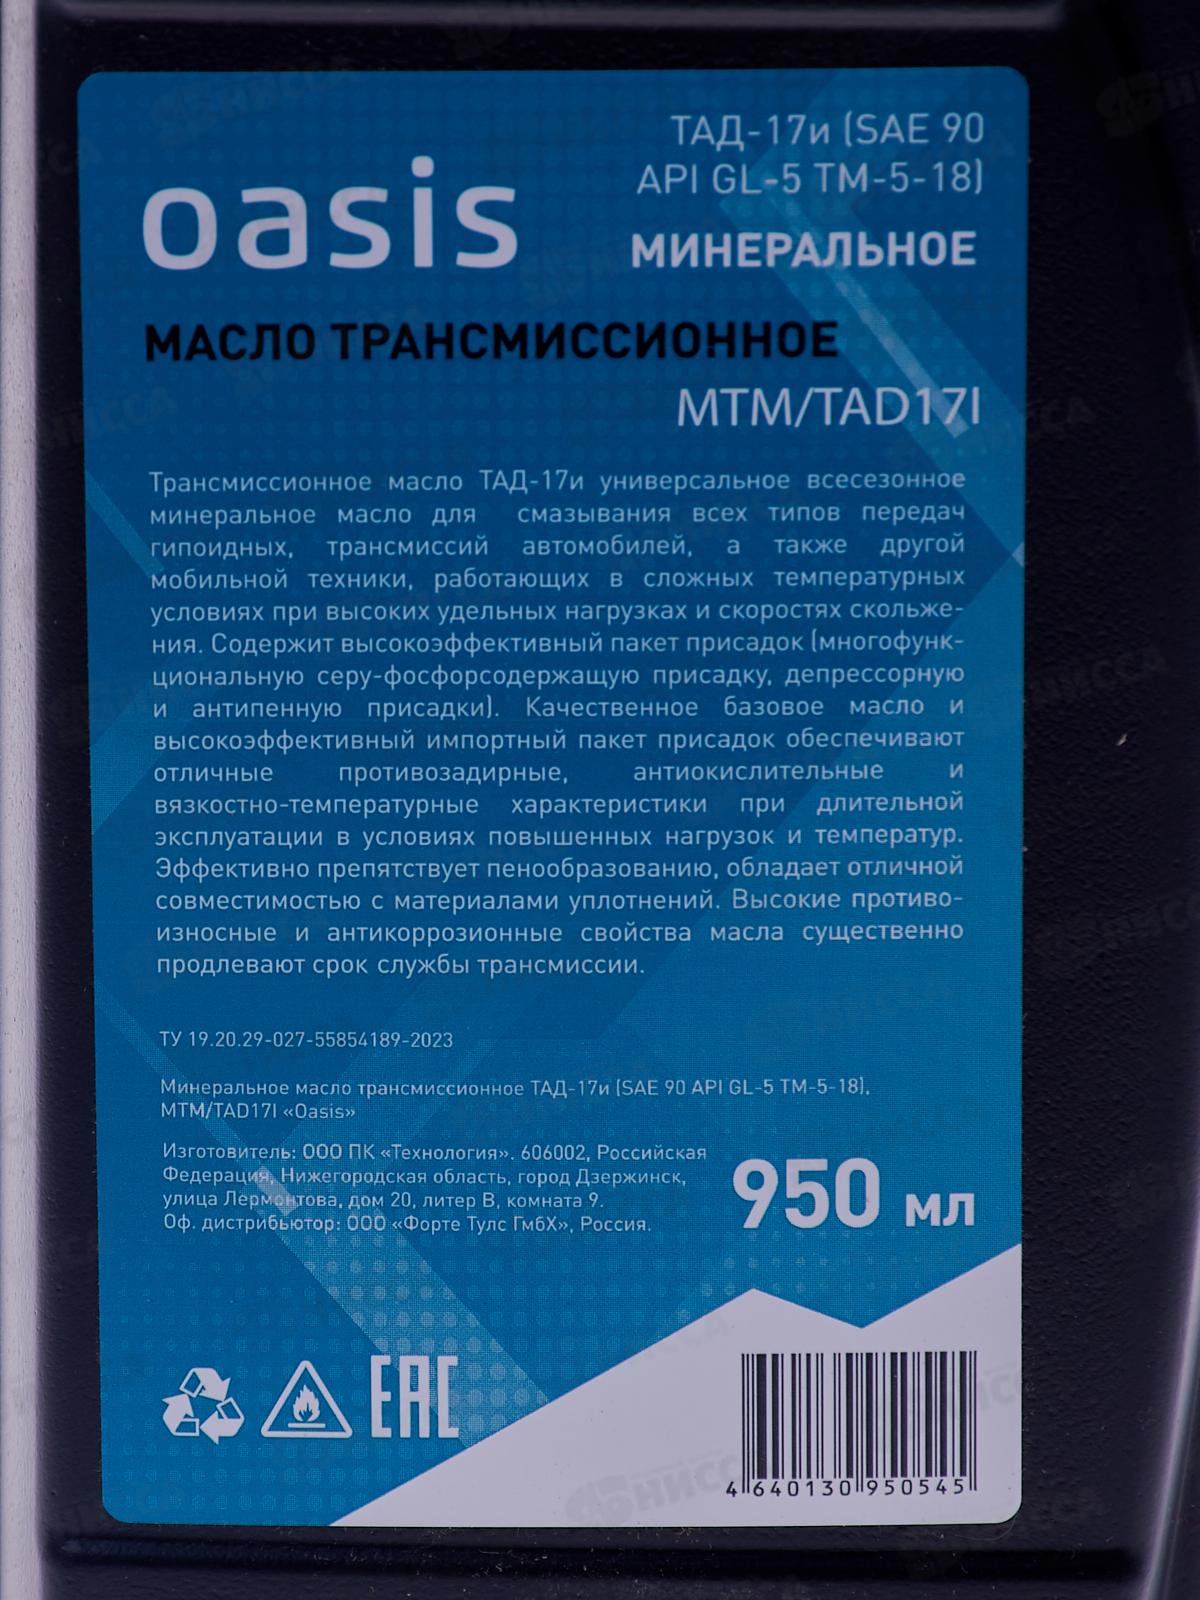 ТАД-17и (SAE 90
API GL-5 ТМ-5-18)
oasis
МИНЕРАЛЬНОЕ
МАСЛО ТРАНСМИССИОННОЕ
MTM/TAD17I
Трансмиссионное масло ТАД-17и универсальное всесезонное
минеральное масло для смазывания всех типов передач
гипоидных, трансмиссий автомобилей, а также другой
мобильной техники, работающих в сложных температурных
условиях при высоких удельных нагрузках и скоростях скольже-
ния. Содержит высокоэффективный пакет присадок (многофунк-
циональную серу-фосфорсодержащую присадку, депрессорную
и антипенную присадки). Качественное базовое масло и
высокоэффективный импортный пакет присадок обеспечивают
отличные противозадирные, антиокислительные и
вязкостно-температурные характеристики при длительной
эксплуатации в условиях повышенных нагрузок и температур.
Эффективно препятствует пенообразованию, обладает отличной
совместимостью с материалами уплотнений. Высокие противо-
износные и антикоррозионные свойства масла существенно
продлевают срок службы трансмиссии.
ТУ 19.20.29-027-55854189-2023
Минеральное масло трансмиссионное ТАД-17и (SAE 90 API GL-5 ТМ-5-18),
MTM/TAD17I «Oasis»
Изготовитель: ООО ПК «Технология». 606002, Российская
Федерация, Нижегородская область, город Дзержинск,
улица Лермонтова, дом 20, литер В, комната 9.
Оф. дистрибьютор: ООО «Форте Тулс ГмбХ», Россия.
950 мл
EAC
4 640130 950545